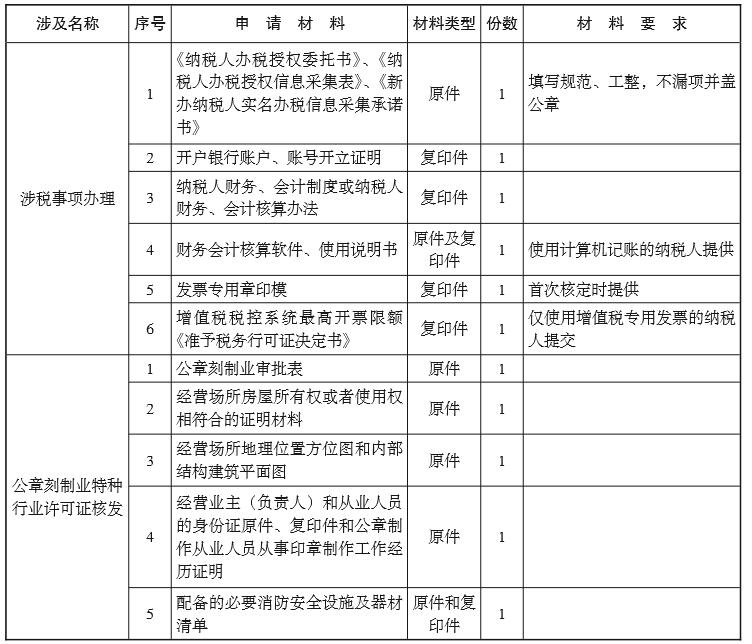 涉及名称 序号 申请材料 材料类型 份数 材料要求
涉税事项办理
1 《纳税人办税授权委托书》、《纳税人办税授权信息采集表》、《新办纳税人实名办税信息采集承诺书》 原件 1 填写规范、工整，不漏项并盖公章
2 开户银行账户、账号开立证明 复印件 1
3 纳税人财务、会计制度或纳税人财务、会计核算办法 复印件 1
4 财务会计核算软件、使用说明书 原件及复印件 1 使用计算机记账的纳税人提供
5 发票专用章印模 复印件 1 首次核定时提供
6 增值税税控系统最高开票限额《准予税务行可证决定书》 复印件 1 仅使用增值税专用发票的纳税人提交
公章刻制业特种行业许可证核发
1 公章刻制业审批表 原件 1
2 经营场所房屋所有权或者使用权相符合的证明材料 原件 1
3 经营场所地理位置方位图和内部结构建筑平面图 原件 1
4 经营业主（负责人）和从业人员的身份证原件、复印件和公章制作从业人员从事印章制作工作经历证明 原件 1
5 配备的必要消防安全设施及器材清单 原件和复印件 1